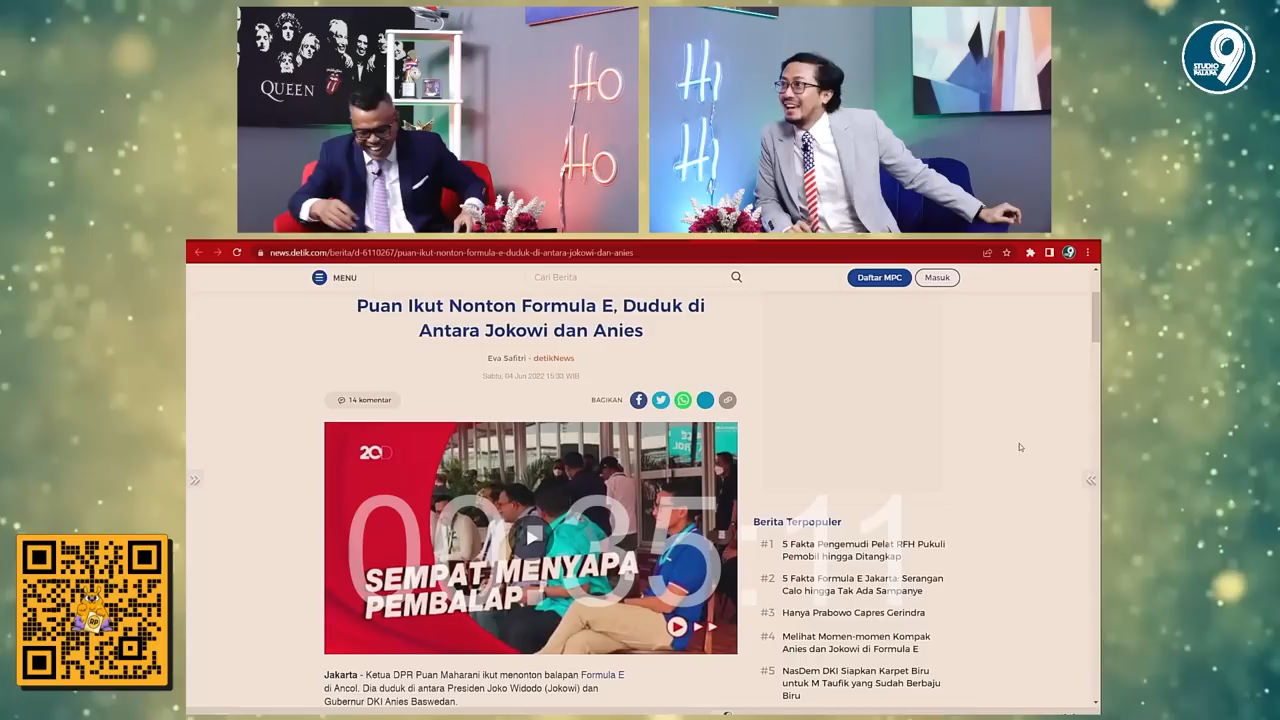 QUEEN
Ho
Ho
Hi
Hi
9
STUDIO
PALAPA
news.detik.com/berita/d-6110267/puan-ikut-nonton-formula-e-duduk-di-antara-jokowi-dan-anies
MENU
Cari Berita
Daftar MPC
Masuk
Puan Ikut Nonton Formula E, Duduk di
Antara Jokowi dan Anies
Eva Safitri - detikNews
Sabtu, 04 Jun 2022 15:33 WIB
14 komentar
BAGIKAN
20D
SEMPAT MENYAPA
PEMBALAP
00:35:11
Jakarta - Ketua DPR Puan Maharani ikut menonton balapan Formula E
di Ancol. Dia duduk di antara Presiden Joko Widodo (Jokowi) dan
Gubernur DKI Anies Baswedan.
Berita Terpopuler
#1 5 Fakta Pengemudi Pelat RFH Pukuli
Pemobil hingga Ditangkap
#2 5 Fakta Formula E Jakarta: Serangan
Calo hingga Tak Ada Sampanye
#3 Hanya Prabowo Capres Gerindra
#4 Melihat Momen-momen Kompak
Anies dan Jokowi di Formula E
#5 NasDem DKI Siapkan Karpet Biru
untuk M Taufik yang Sudah Berbaju
Biru
RP